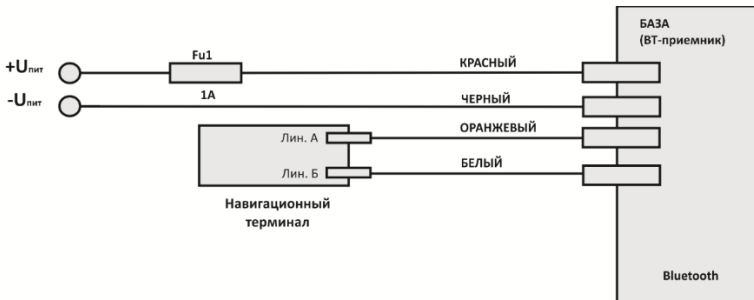 БАЗА
(BT-приемник)
Fu1
+Uпит
КРАСНЫЙ
-Uпит
1А
ЧЕРНЫЙ
ОРАНЖЕВЫЙ
Лин. А
БЕЛЫЙ
Лин. Б
Навигационный
терминал
Bluetooth